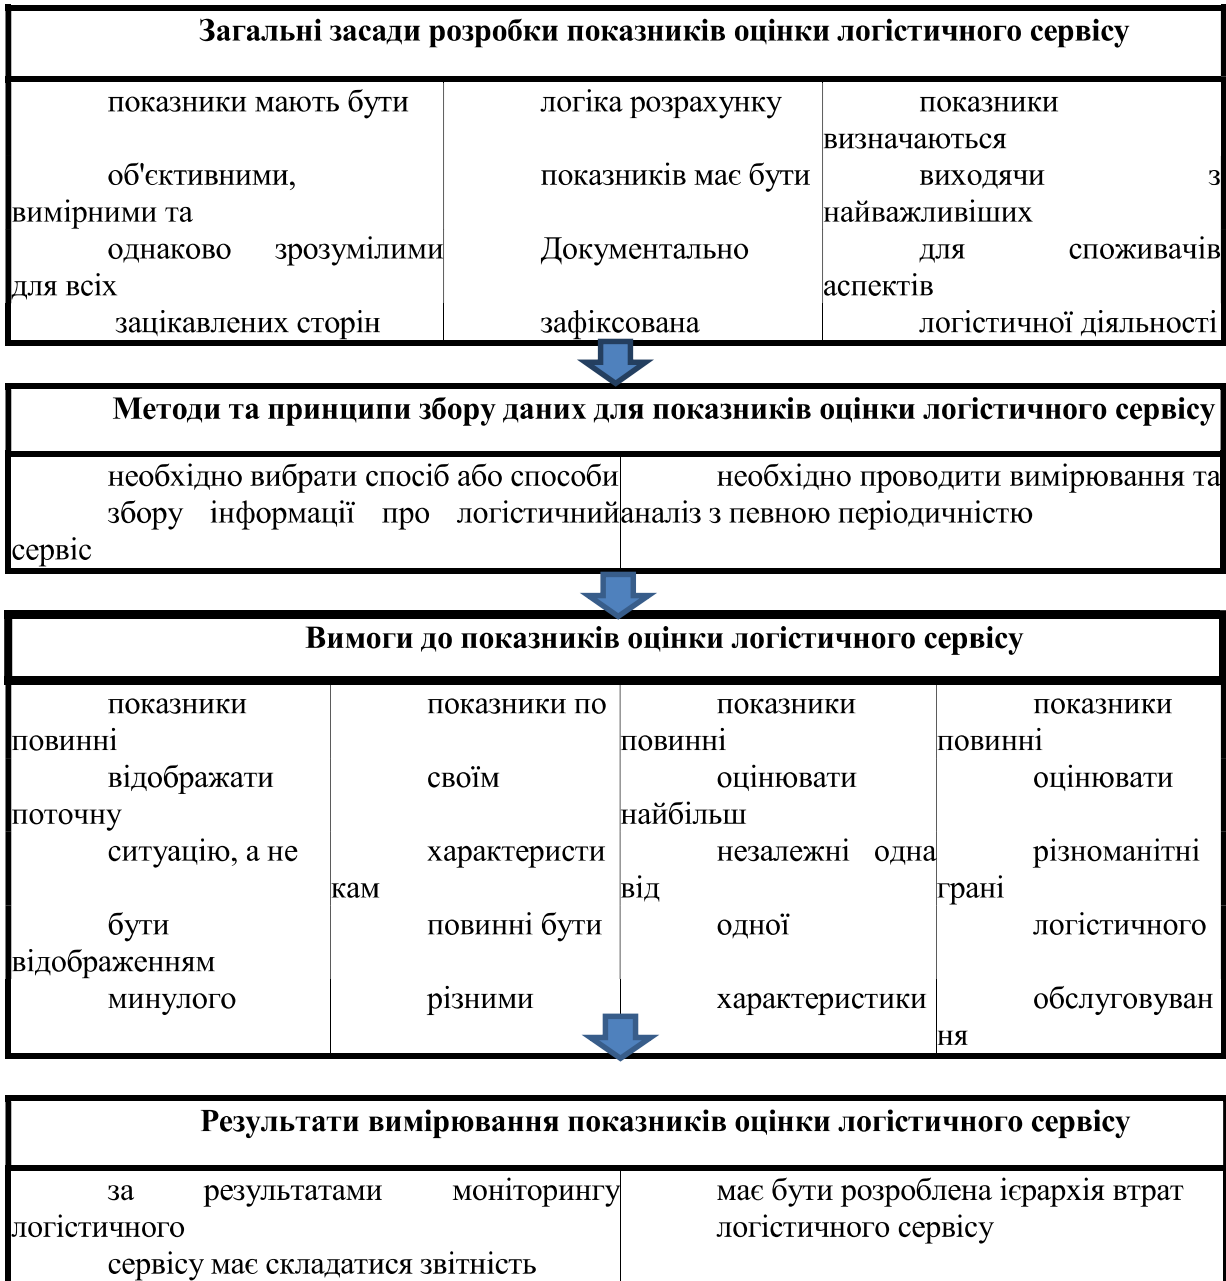 Загальні засади розробки показників оцінки логістичного сервісу
показники мають бути
об'єктивними,
вимірними та
однаково зрозумілими
для всіх
зацікавлених сторін
логіка розрахунку
показників має бути
Документально
зафіксована
показники
визначаються
виходячи з
найважливіших
для споживачів
аспектів
логістичної діяльності
Методи та принципи збору даних для показників оцінки логістичного сервісу
необхідно вибрати спосіб або способи
збору інформації про логістичний
сервіс
необхідно проводити вимірювання та
аналіз з певною періодичністю
Вимоги до показників оцінки логістичного сервісу
показники
повинні
відображати
поточну
ситуацію, а не
бути
відображенням
минулого
показники по
своїм
характеристи
кам
повинні бути
різними
показники
повинні
оцінювати
найбільш
незалежні одна
від
одної
характеристики
показники
повинні
оцінювати
різноманітні
грані
логістичного
обслуговуван
ня
Результати вимірювання показників оцінки логістичного сервісу
за результатами моніторингу
логістичного
сервісу має складатися звітність
має бути розроблена ієрархія втрат
логістичного сервісу